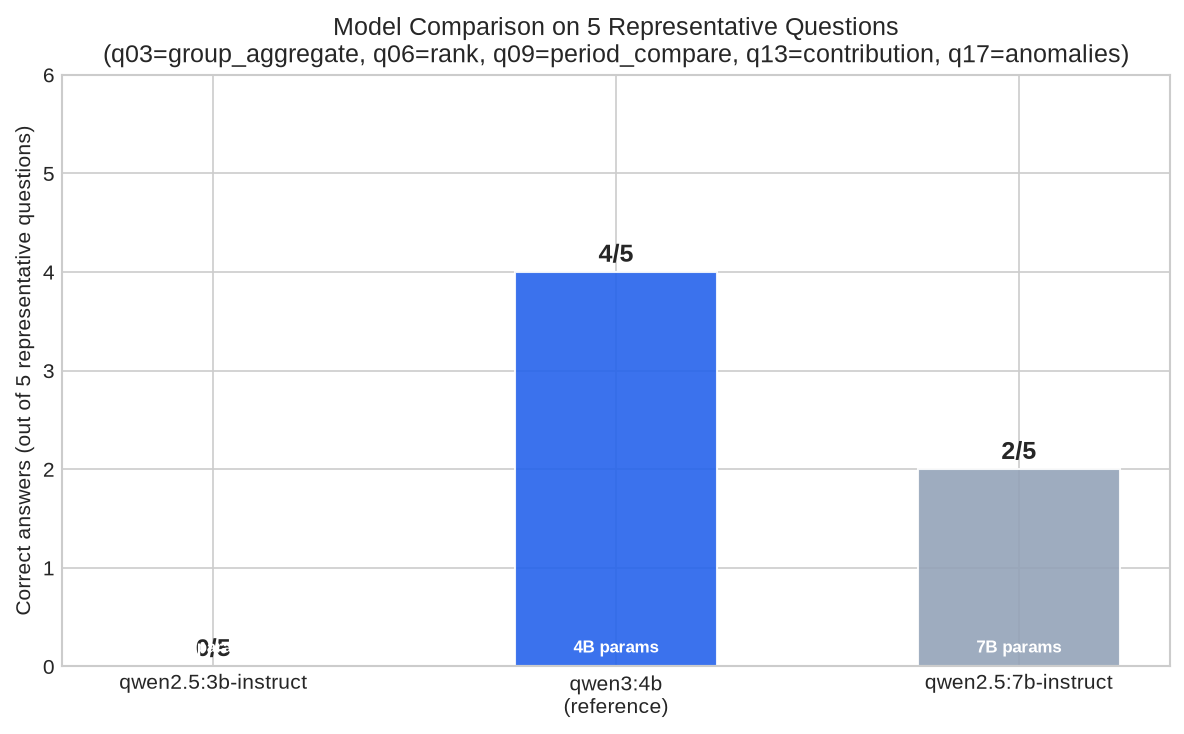 Model Comparison on 5 Representative Questions
(q03=group_aggregate, q06=rank, q09=period_compare, q13=contribution, q17=anomalies)
Correct answers (out of 5 representative questions)
6
5
4
3
2
1
0
0/5
4/5
2/5
4B params
7B params
qwen2.5:3b-instruct
qwen3:4b
(reference)
qwen2.5:7b-instruct